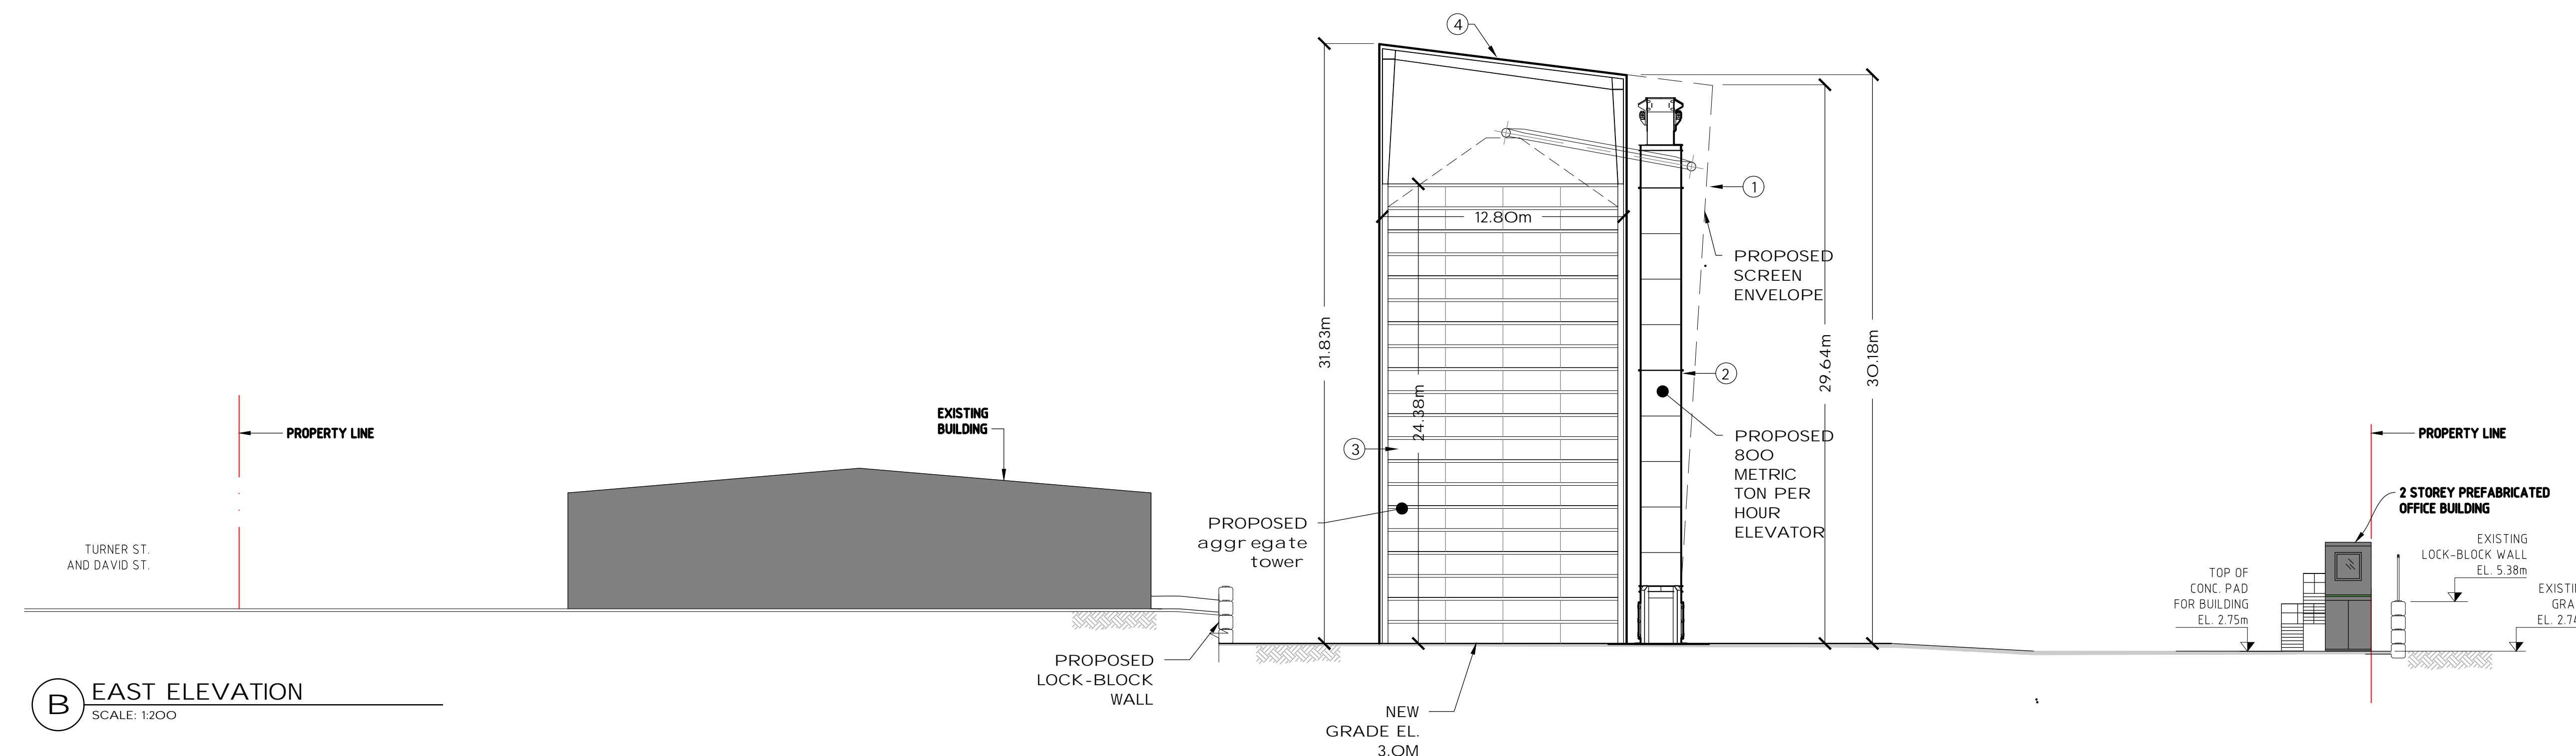 4
31.83m
1
12.80m
PROPOSED
SCREEN
ENVELOPE
29.64m
30.18m
2
24.38m
3
PROPERTY LINE
EXISTING
BUILDING
PROPOSED
800
METRIC
TON PER
HOUR
ELEVATOR
PROPERTY LINE
2 STOREY PREFABRICATED
OFFICE BUILDING
PROPOSED
aggregate
tower
TURNER ST.
AND DAVID ST.
EXISTING
LOCK-BLOCK WALL
EL. 5.38m
TOP OF
CONC. PAD
FOR BUILDING
EL. 2.75m
PROPOSED
LOCK-BLOCK
WALL
B
EAST ELEVATION
SCALE: 1:200
NEW
GRADE EL.
3.0M